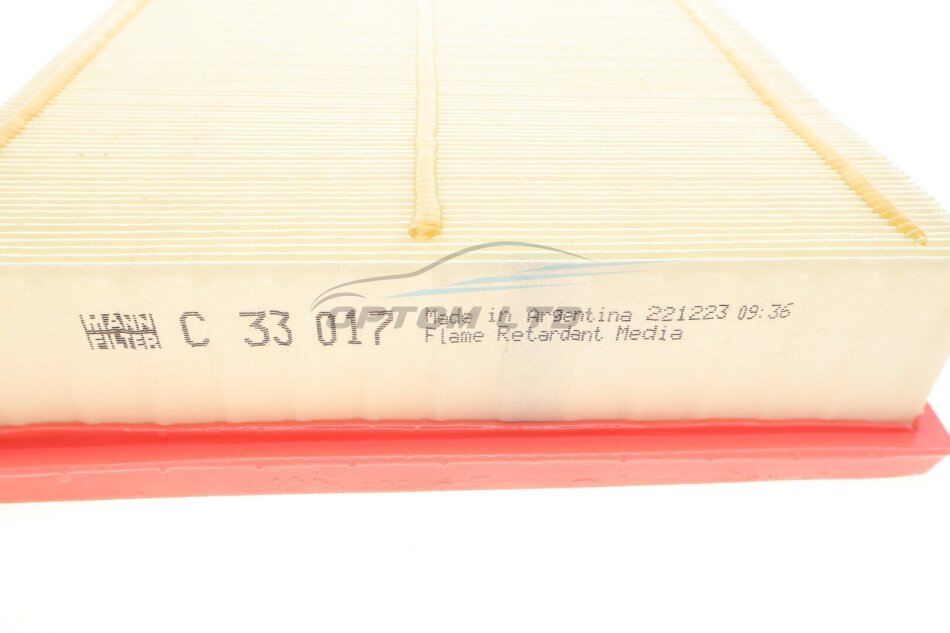 MANN
FILTER
C 33 017
Made in Argentina 221223 09:36
Flame Retardant Media
OPTOM LTD